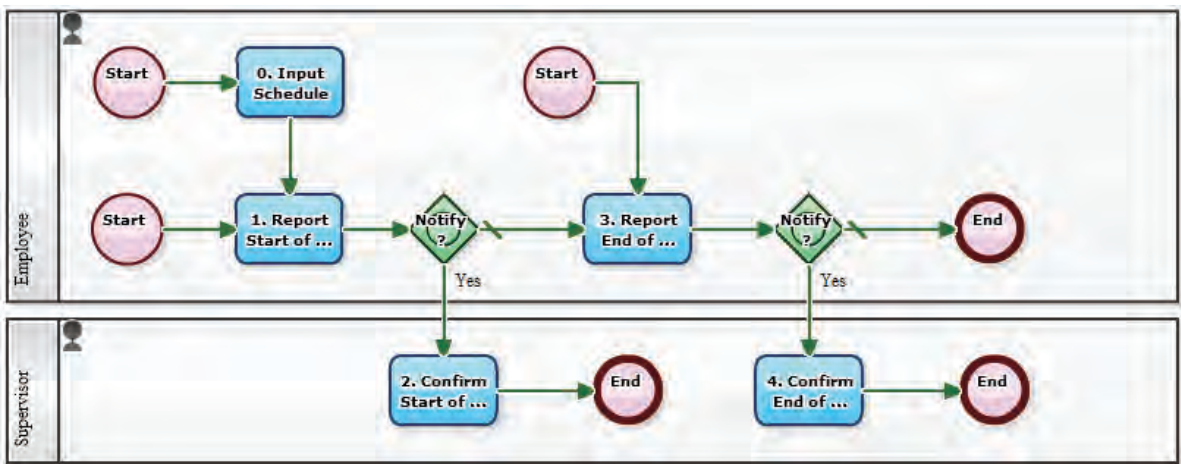 Employee
Start
0. Input
Schedule
Start
Start
1. Report
Start of ...
Notify
?
3. Report
End of ...
Notify
?
End
Yes
Yes
Supervisor
2. Confirm
Start of ...
End
4. Confirm
End of ...
End